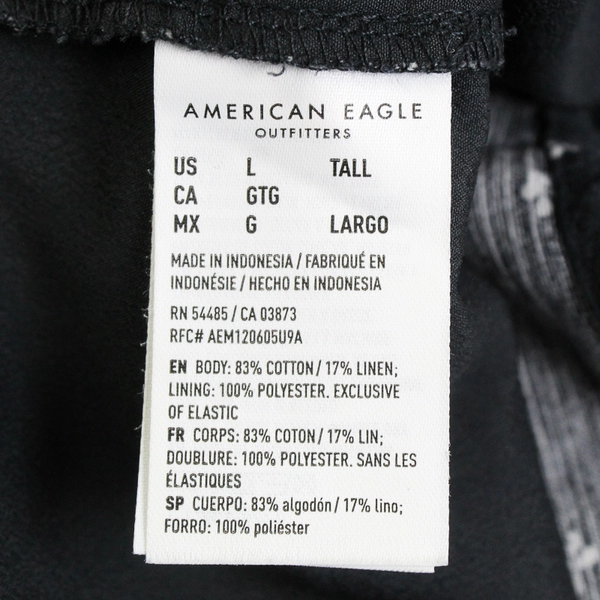 AMERICAN EAGLE
OUTFITTERS
US L TALL
CA GTG
MX G LARGO
MADE IN INDONESIA / FABRIQUÉ EN
INDONÉSIE / HECHO EN INDONESIA
RN 54485 / CA 03873
RFC# AEM120605U9A
EN BODY: 83% COTTON / 17% LINEN;
LINING: 100% POLYESTER. EXCLUSIVE
OF ELASTIC
FR CORPS: 83% COTON / 17% LIN;
DOUBLURE: 100% POLYESTER. SANS LES
ÉLASTIQUES
SP CUERPO: 83% algodón / 17% lino;
FORRO: 100% poliéster